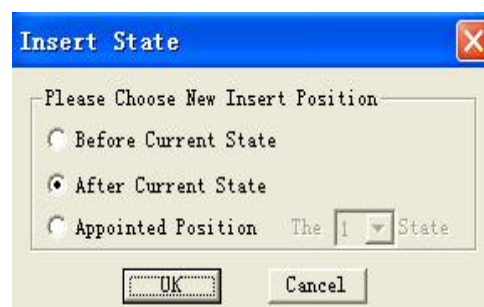 Insert State
Please Choose New Insert Position
Before Current State
After Current State
Appointed Position The 1 State
OK Cancel